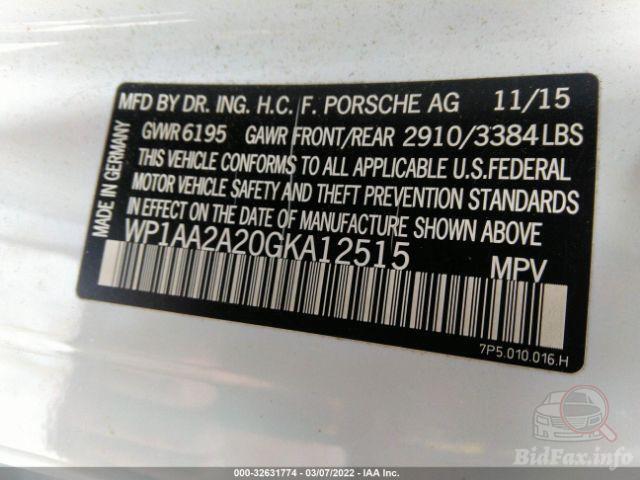 MFD BY DR. ING. H.C. F. PORSCHE AG 11/15
GVWR 6195 GAWR FRONT/REAR 2910/3384 LBS
THIS VEHICLE CONFORMS TO ALL APPLICABLE U.S. FEDERAL
MOTOR VEHICLE SAFETY AND THEFT PREVENTION STANDARDS
IN EFFECT ON THE DATE OF MANUFACTURE SHOWN ABOVE
WP1AA2A20GKA12515 MPV
MADE IN GERMANY
7P5.010.016.H
BidFax.info
000-32631774 - 03/07/2022 - IAA Inc.